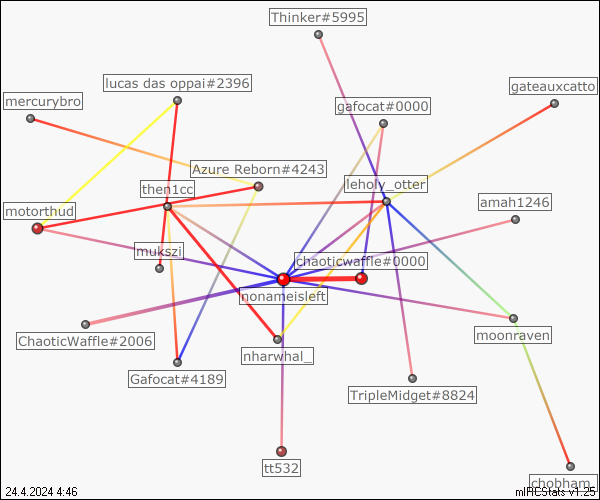 Thinker#5995
lucas das oppai#2396
gateauxcatto
mercurybro
gafocat#0000
Azure Reborn#4243
leholy_otter
then1cc
amah1246
motorthud
mukszi
chaoticwaffle#0000
nonameisleft
moonraven
ChaoticWaffle#2006
nharwhal_
Gafocat#4189
TripleMidget#8824
tt532
chobham_
24.4.2024 4:46
mIRCStats v1.25